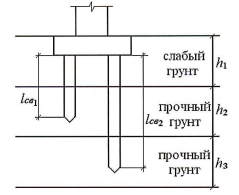 слабый
грунт
h1
lсв1
прочный
грунт
h2
lсв2
прочный
грунт
h3